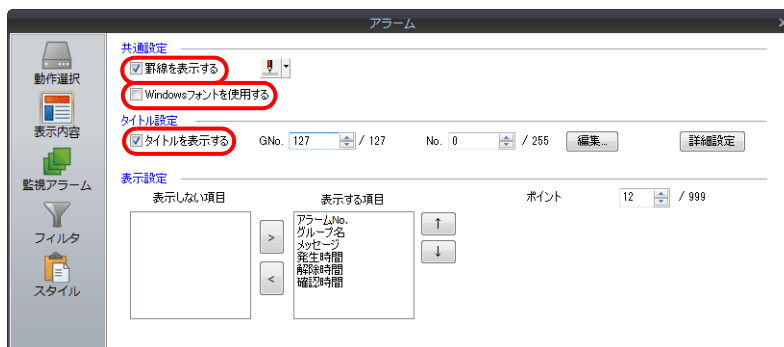 アラーム
動作選択
表示内容
監視アラーム
フィルタ
スタイル
共通設定
罫線を表示する
Windowsフォントを使用する
タイトル設定
タイトルを表示する GNo. 127 / 127 No. 0 / 255 編集... 詳細設定
表示設定
表示しない項目 表示する項目 ポイント 12 / 999
アラームNo.
グループ名
メッセージ
発生時間
解除時間
確認時間
> ↑
< ↓